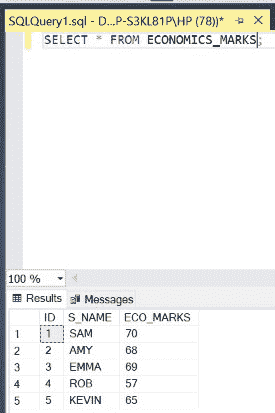 SQLQuery1.sql - D...P-S3KL81P\HP (78))*
SELECT * FROM ECONOMICS_MARKS;
100 %
Results Messages
ID S_NAME ECO_MARKS
1 1 SAM 70
2 2 AMY 68
3 3 EMMA 69
4 4 ROB 57
5 5 KEVIN 65